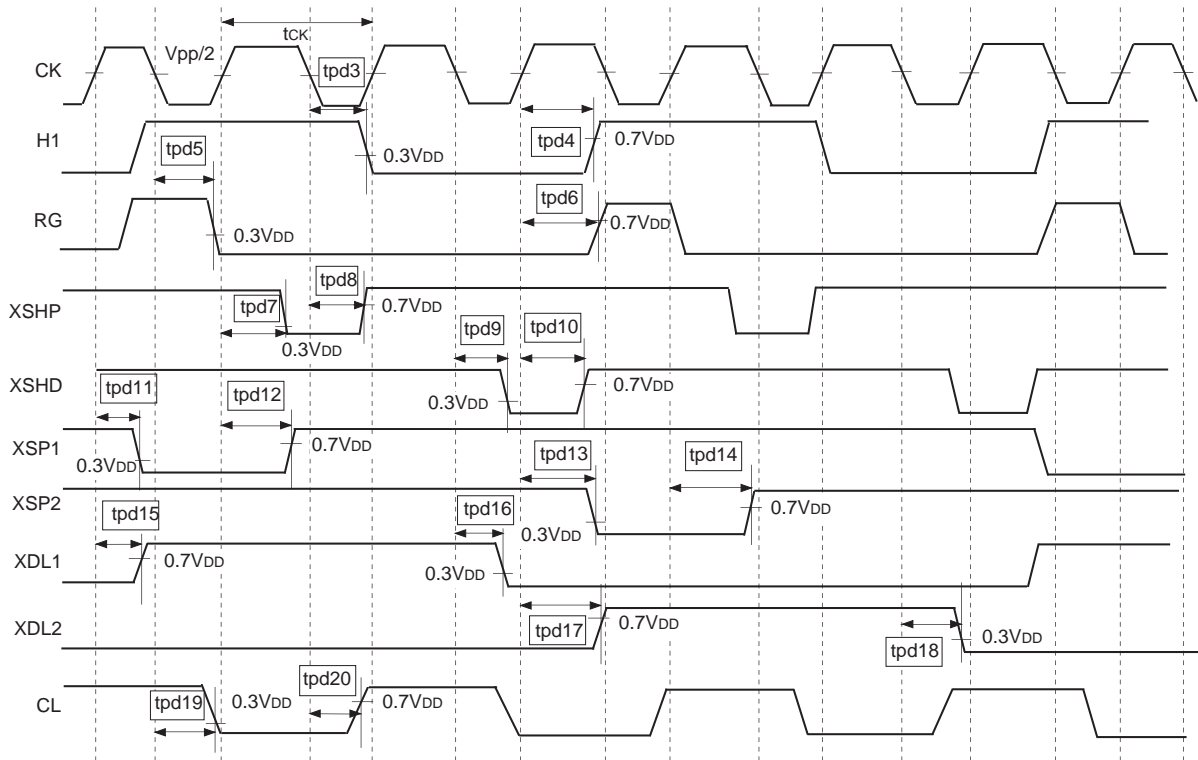 tCK
Vpp/2
CK
tpd3
H1
tpd4
0.7VDD
tpd5
0.3VDD
tpd6
RG
0.7VDD
0.3VDD
tpd8
tpd7
0.7VDD
XSHP
tpd9
tpd10
0.3VDD
XSHD
tpd11
tpd12
0.7VDD
0.3VDD
XSP1
0.7VDD
tpd13
tpd14
0.3VDD
XSP2
tpd15
tpd16
0.7VDD
0.3VDD
XDL1
0.7VDD
0.3VDD
XDL2
tpd17
0.7VDD
tpd18
0.3VDD
tpd20
CL
tpd19
0.3VDD
0.7VDD